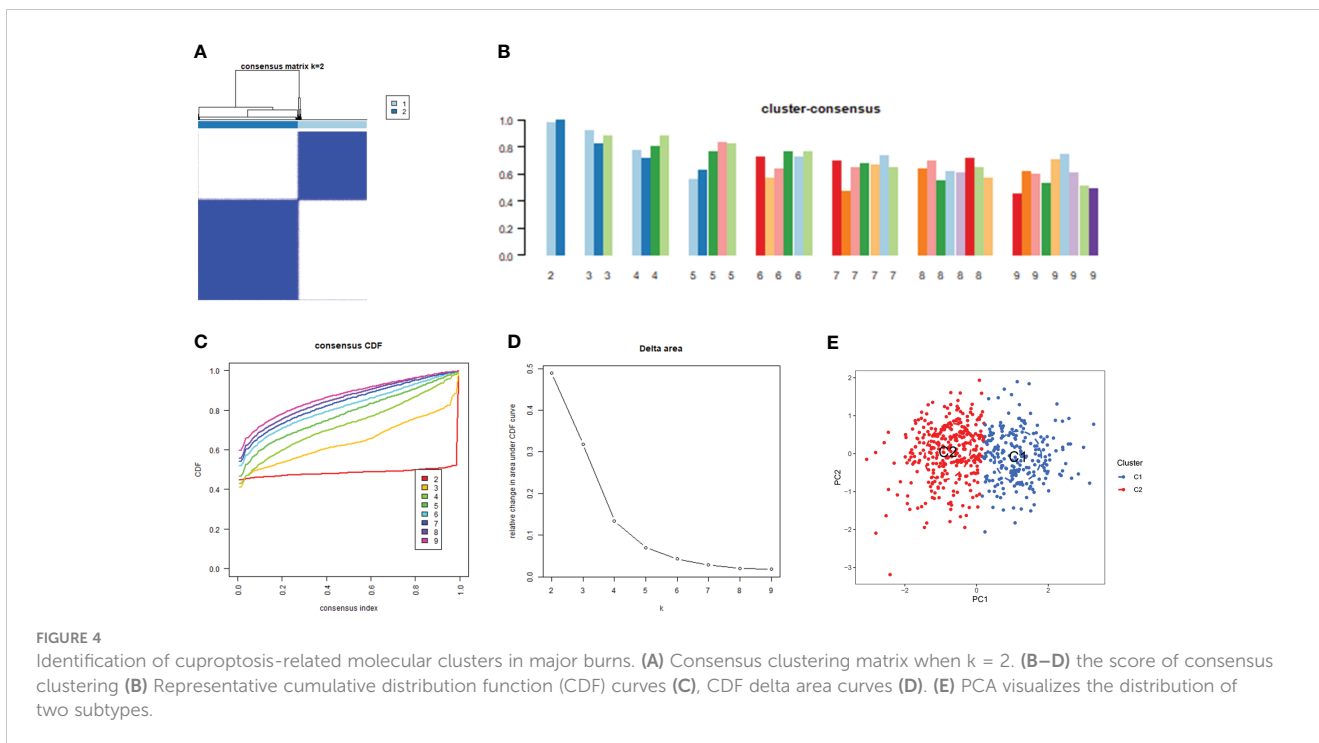 A
consensus matrix k=2
1
2
B
cluster-consensus
1.0
0.8
0.6
0.4
0.2
0.0
2 3 3 4 4 5 5 5 6 6 6 7 7 7 7 8 8 8 8 9 9 9 9 9
C
consensus CDF
1.0
0.8
0.6
0.4
0.2
0.0
CDF
2
3
4
5
6
7
8
9
0.0 0.2 0.4 0.6 0.8 1.0
consensus index
D
Delta area
0.5
0.4
0.3
0.2
0.1
0.0
relative change in area under CDF curve
2 3 4 5 6 7 8 9
k
E
2
1
0
−1
−2
−3
PC2
C2
C1
−2 0 2
PC1
Cluster
C1
C2
FIGURE 4
Identification of cuproptosis-related molecular clusters in major burns. (A) Consensus clustering matrix when k = 2. (B–D) the score of consensus
clustering (B) Representative cumulative distribution function (CDF) curves (C), CDF delta area curves (D). (E) PCA visualizes the distribution of
two subtypes.